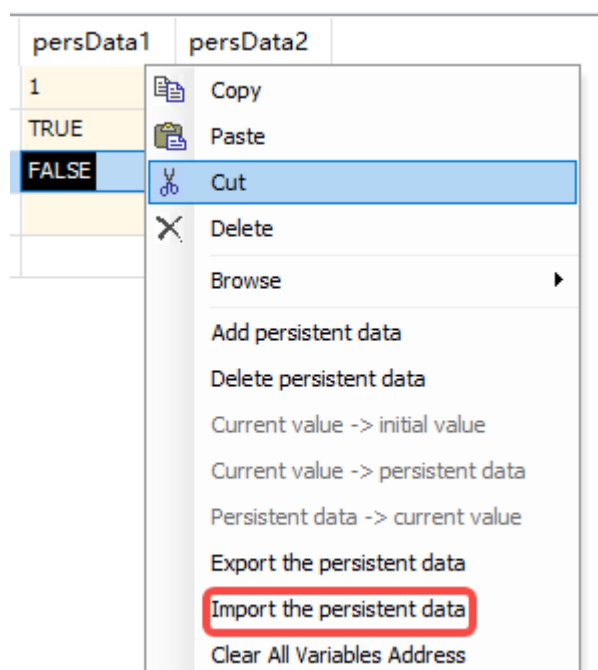 persData1 persData2
1
TRUE
FALSE
Copy
Paste
Cut
Delete
Browse
Add persistent data
Delete persistent data
Current value -> initial value
Current value -> persistent data
Persistent data -> current value
Export the persistent data
Import the persistent data
Clear All Variables Address